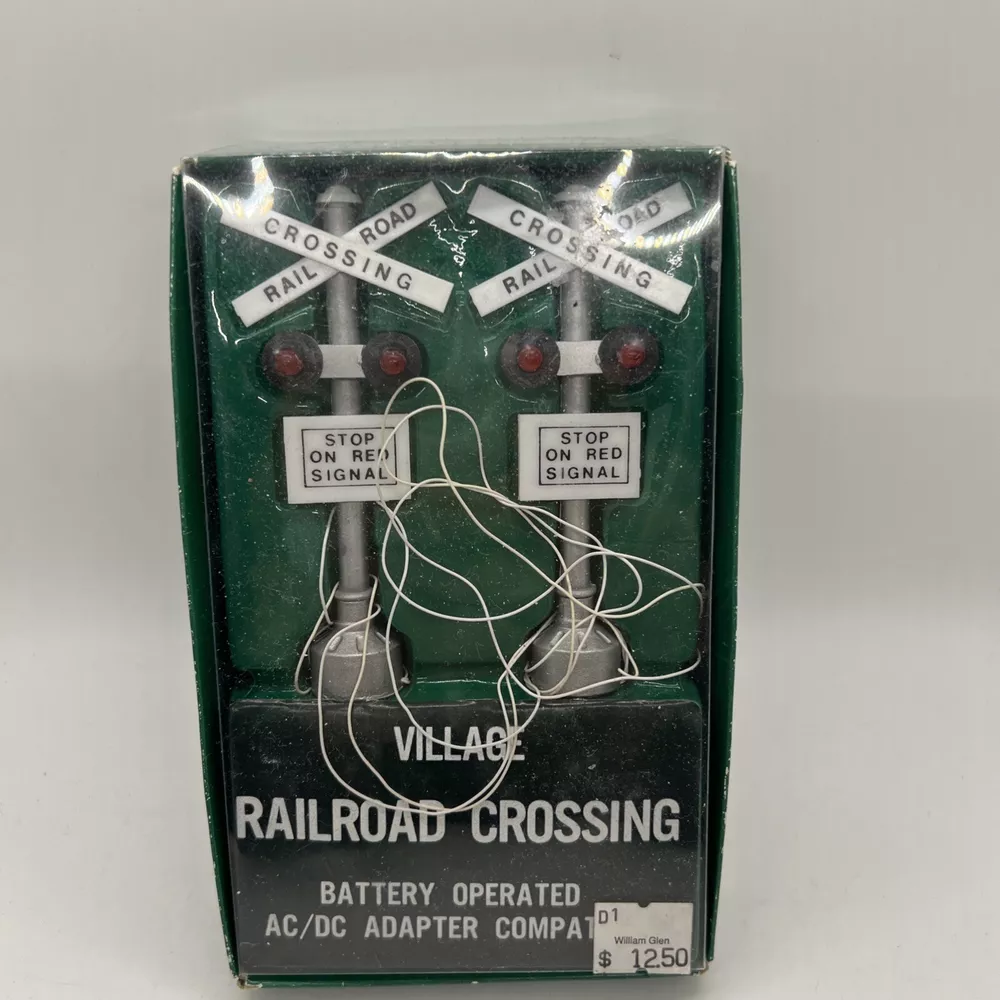 CROSSING
RAIL ROAD
CROSSING
RAIL ROAD
STOP
ON RED
SIGNAL
STOP
ON RED
SIGNAL
VILLAGE
RAILROAD CROSSING
BATTERY OPERATED
AC/DC ADAPTER COMPAT
D1
William Glen
$ 12.50